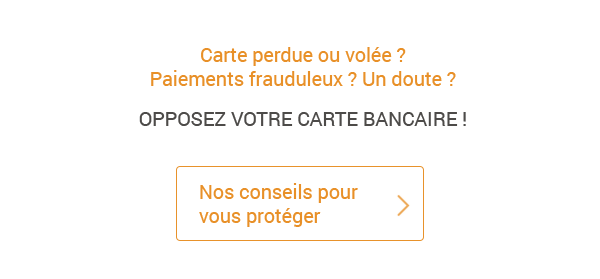 Carte perdue ou volée ?
Paiements frauduleux ? Un doute ?
OPPOSEZ VOTRE CARTE BANCAIRE !
Nos conseils pour
vous protéger